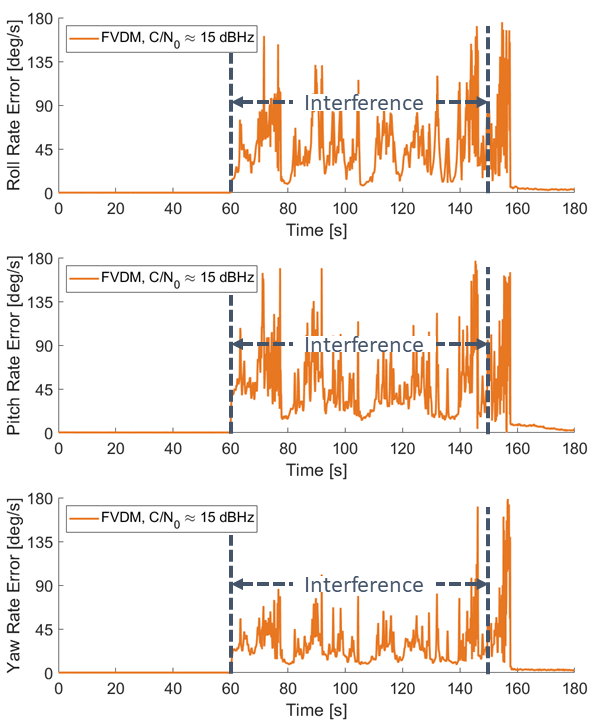 Roll Rate Error [deg/s]
180
135
90
45
0
FVDM, C/N0 ≈ 15 dBHz
Interference
0 20 40 60 80 100 120 140 160 180
Time [s]
Pitch Rate Error [deg/s]
180
135
90
45
0
FVDM, C/N0 ≈ 15 dBHz
Interference
0 20 40 60 80 100 120 140 160 180
Time [s]
Yaw Rate Error [deg/s]
180
135
90
45
0
FVDM, C/N0 ≈ 15 dBHz
Interference
0 20 40 60 80 100 120 140 160 180
Time [s]